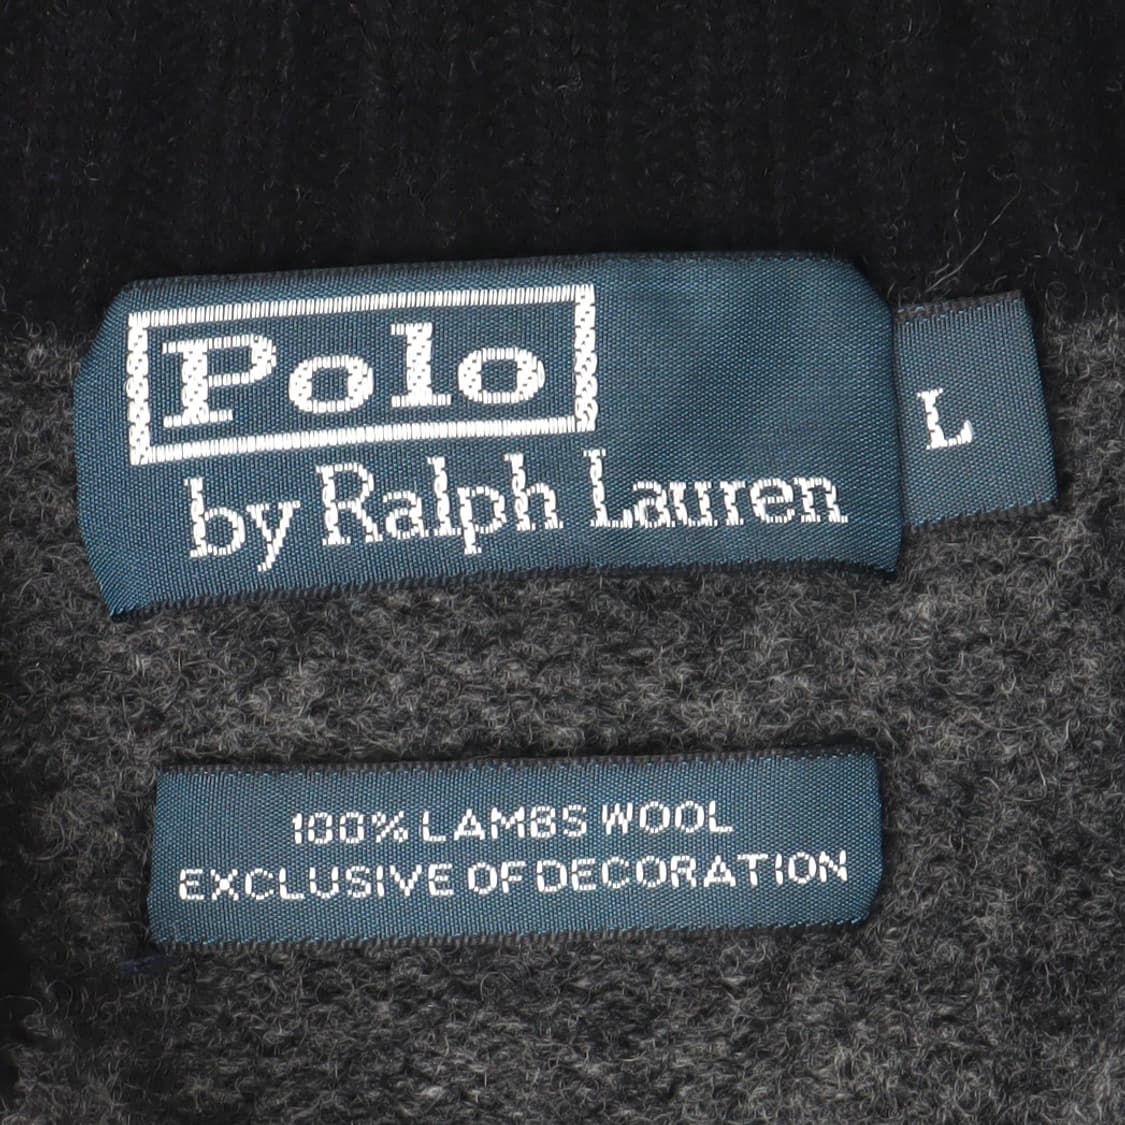 Polo
by Ralph Lauren
L
100% LAMBS WOOL
EXCLUSIVE OF DECORATION